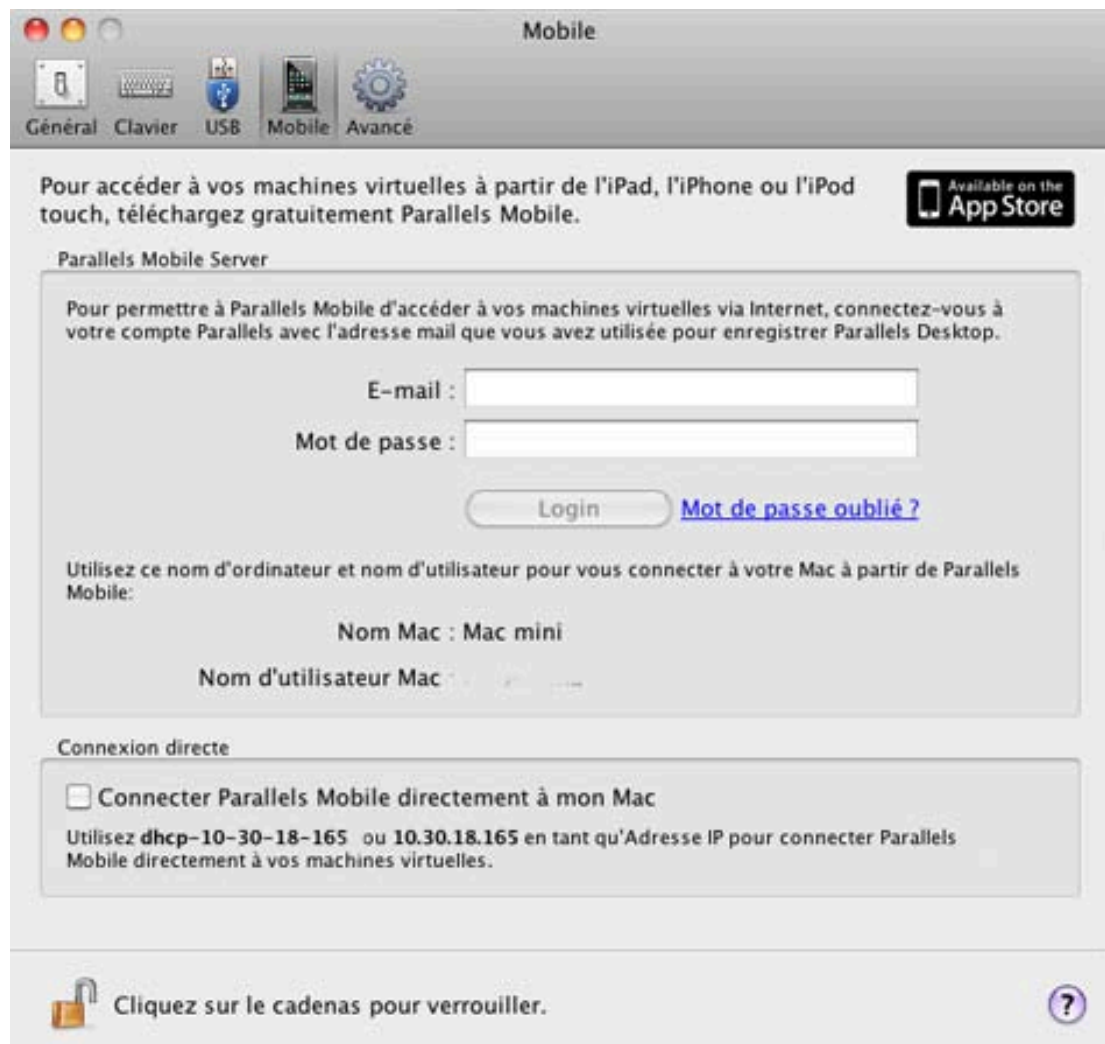 Mobile
Général Clavier USB Mobile Avancé
Pour accéder à vos machines virtuelles à partir de l'iPad, l'iPhone ou l'iPod
touch, téléchargez gratuitement Parallels Mobile.
Available on the
App Store
Parallels Mobile Server
Pour permettre à Parallels Mobile d'accéder à vos machines virtuelles via Internet, connectez-vous à
votre compte Parallels avec l'adresse mail que vous avez utilisée pour enregistrer Parallels Desktop.
E-mail :
Mot de passe :
Login Mot de passe oublié ?
Utilisez ce nom d'ordinateur et nom d'utilisateur pour vous connecter à votre Mac à partir de Parallels
Mobile:
Nom Mac : Mac mini
Nom d'utilisateur Mac
Connexion directe
Connecter Parallels Mobile directement à mon Mac
Utilisez dhcp-10-30-18-165 ou 10.30.18.165 en tant qu'Adresse IP pour connecter Parallels
Mobile directement à vos machines virtuelles.
Cliquez sur le cadenas pour verrouiller.
?